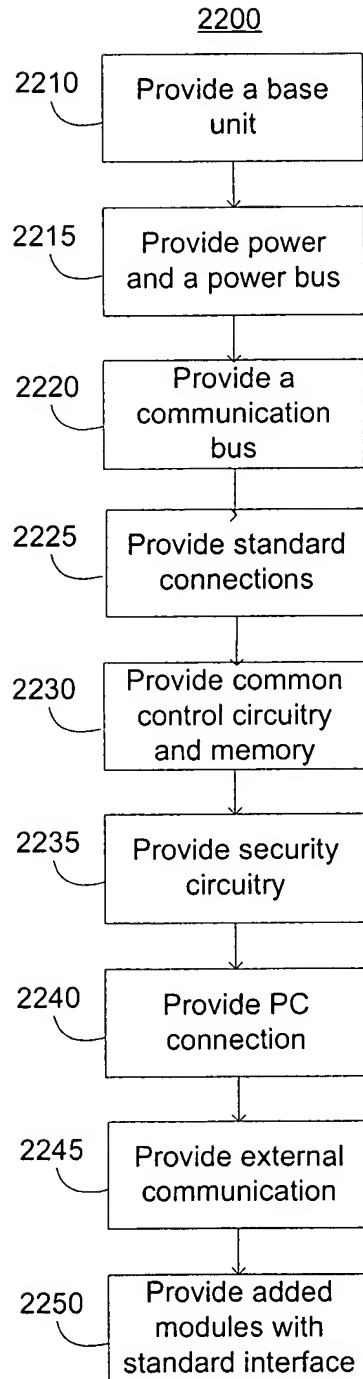 2200
2210
Provide a base
unit
2215
Provide power
and a power bus
2220
Provide a
communication
bus
2225
Provide standard
connections
2230
Provide common
control circuitry
and memory
2235
Provide security
circuitry
2240
Provide PC
connection
2245
Provide external
communication
2250
Provide added
modules with
standard interface